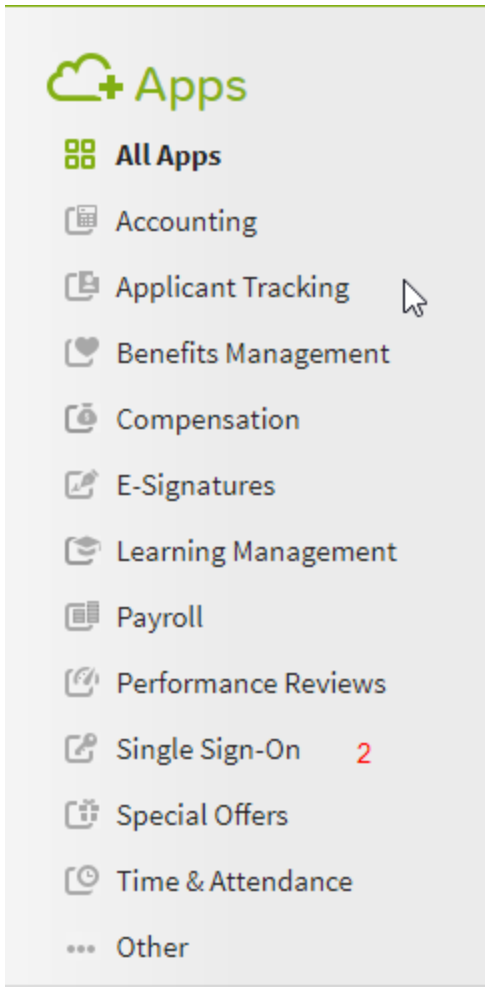 Apps
All Apps
Accounting
Applicant Tracking
Benefits Management
Compensation
E-Signatures
Learning Management
Payroll
Performance Reviews
Single Sign-On 2
Special Offers
Time & Attendance
Other